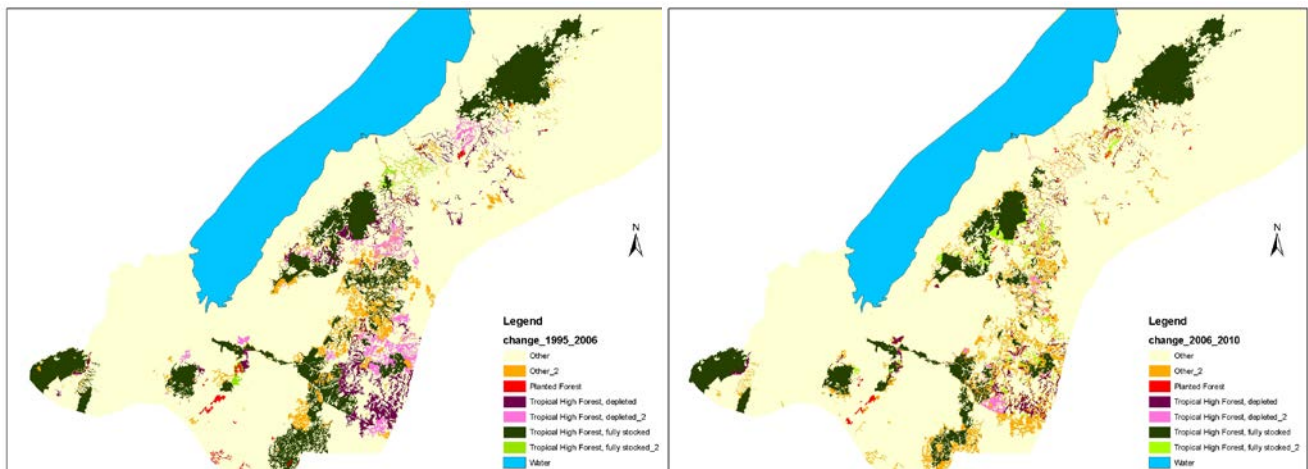 N
Legend
change_1995_2006
Other
Other_2
Planted Forest
Tropical High Forest, depleted
Tropical High Forest, depleted_2
Tropical High Forest, fully stocked
Tropical High Forest, fully stocked_2
Water
N
Legend
change_2006_2010
Other
Other_2
Planted Forest
Tropical High Forest, depleted
Tropical High Forest, depleted_2
Tropical High Forest, fully stocked
Tropical High Forest, fully stocked_2
Water